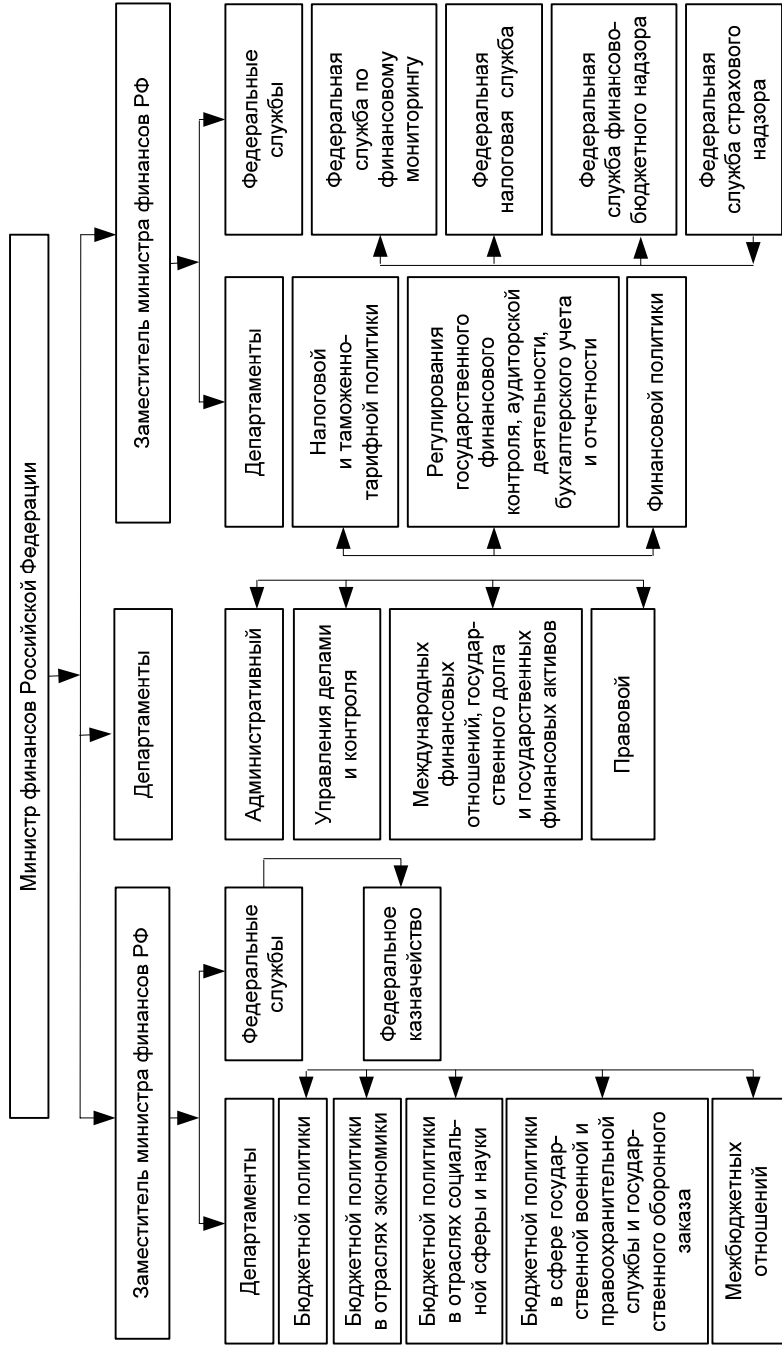 Министр финансов Российской Федерации
Заместитель министра финансов РФ
Департаменты
Заместитель министра финансов РФ
Департаменты
Федеральные
службы
Бюджетной политики
Бюджетной политики
в отраслях экономики
Бюджетной политики
в отраслях социаль-
ной сферы и науки
Бюджетной политики
в сфере государ-
ственной военной и
правоохранительной
службы и государ-
ственного оборонного
заказа
Межбюджетных
отношений
Федеральное
казначейство
Административный
Управления делами
и контроля
Международных
финансовых
отношений, государ-
ственного долга
и государственных
финансовых активов
Правовой
Департаменты
Федеральные
службы
Налоговой
и таможенно-
тарифной политики
Регулирования
государственного
финансового
контроля, аудиторской
деятельности,
бухгалтерского учета
и отчетности
Финансовой политики
Федеральная
служба по
финансовому
мониторингу
Федеральная
налоговая служба
Федеральная
служба финансово-
бюджетного надзора
Федеральная
служба страхового
надзора